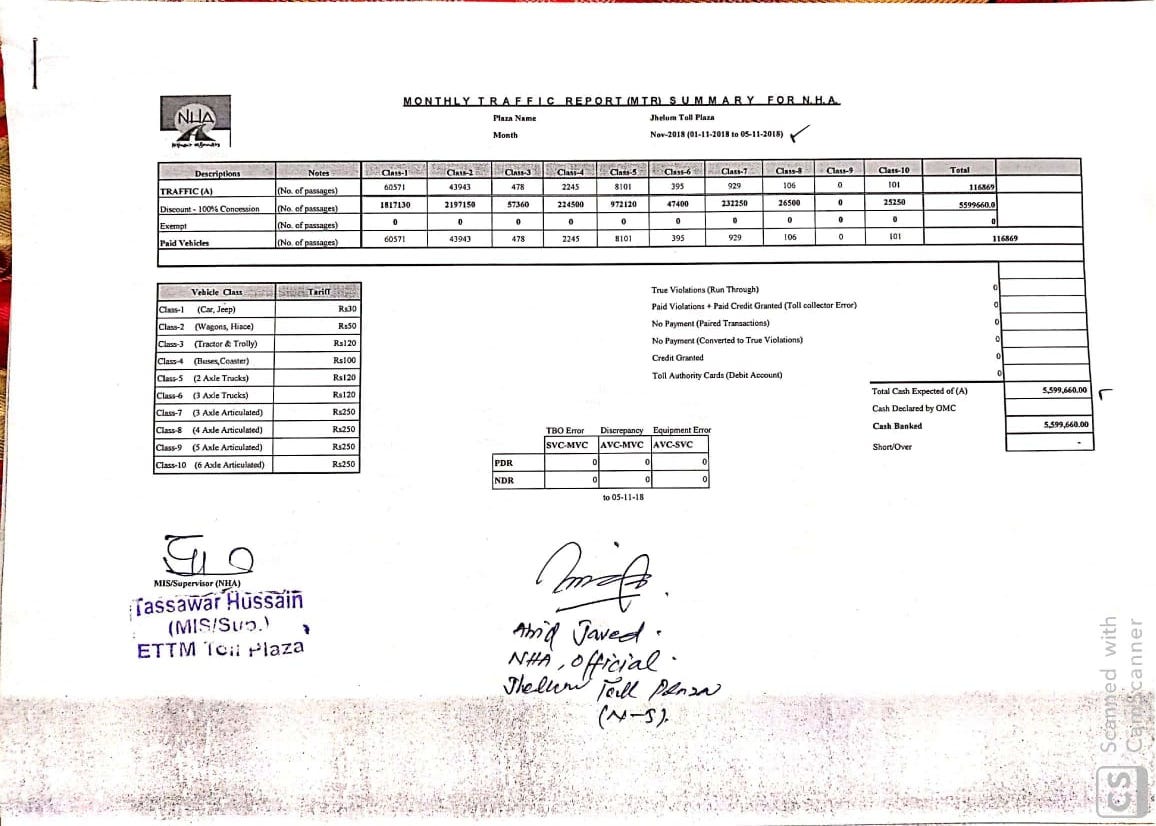 NHA
MONTHLY TRAFFIC REPORT (MTR) SUMMARY FOR N.H.A.
Plaza Name Jhelum Toll Plaza
Month Nov-2018 (01-11-2018 to 05-11-2018)
Descriptions Notes Class-1 Class-2 Class-3 Class-4 Class-5 Class-6 Class-7 Class-8 Class-9 Class-10 Total
TRAFFIC (A) (No. of passages) 60571 43943 478 2245 8101 395 929 106 0 101 116869
Discount - 100% Concession (No. of passages) 1817130 2197150 57360 224500 972120 47400 232250 26500 0 25250 5599660.0
Exempt (No. of passages) 0 0 0 0 0 0 0 0 0 0 0
Paid Vehicles (No. of passages) 60571 43943 478 2245 8101 395 929 106 0 101 116869
Vehicle Class Tariff
Class-1 (Car, Jeep) Rs30
Class-2 (Wagons, Hiace) Rs50
Class-3 (Tractor & Trolly) Rs120
Class-4 (Buses,Coaster) Rs100
Class-5 (2 Axle Trucks) Rs120
Class-6 (3 Axle Trucks) Rs120
Class-7 (3 Axle Articulated) Rs250
Class-8 (4 Axle Articulated) Rs250
Class-9 (5 Axle Articulated) Rs250
Class-10 (6 Axle Articulated) Rs250
True Violations (Run Through) 0
Paid Violations + Paid Credit Granted (Toll collector Error) 0
No Payment (Paired Transactions) 0
No Payment (Converted to True Violations) 0
Credit Granted 0
Toll Authority Cards (Debit Account) 0
Total Cash Expected of (A) 5,599,660.00
Cash Declared by OMC
Cash Banked 5,599,660.00
Short/Over -
TBO Error Discrepancy Equipment Error
SVC-MVC AVC-MVC AVC-SVC
PDR 0 0 0
NDR 0 0 0
to 05-11-18
MIS/Supervisor (NHA)
Tassawar Hussain
(MIS/Sup.)
ETTM Toll Plaza
Abid Javed.
NHA, Official.
Jhelum Toll Plaza
(N-5).
Scanned with
CamScanner
CS